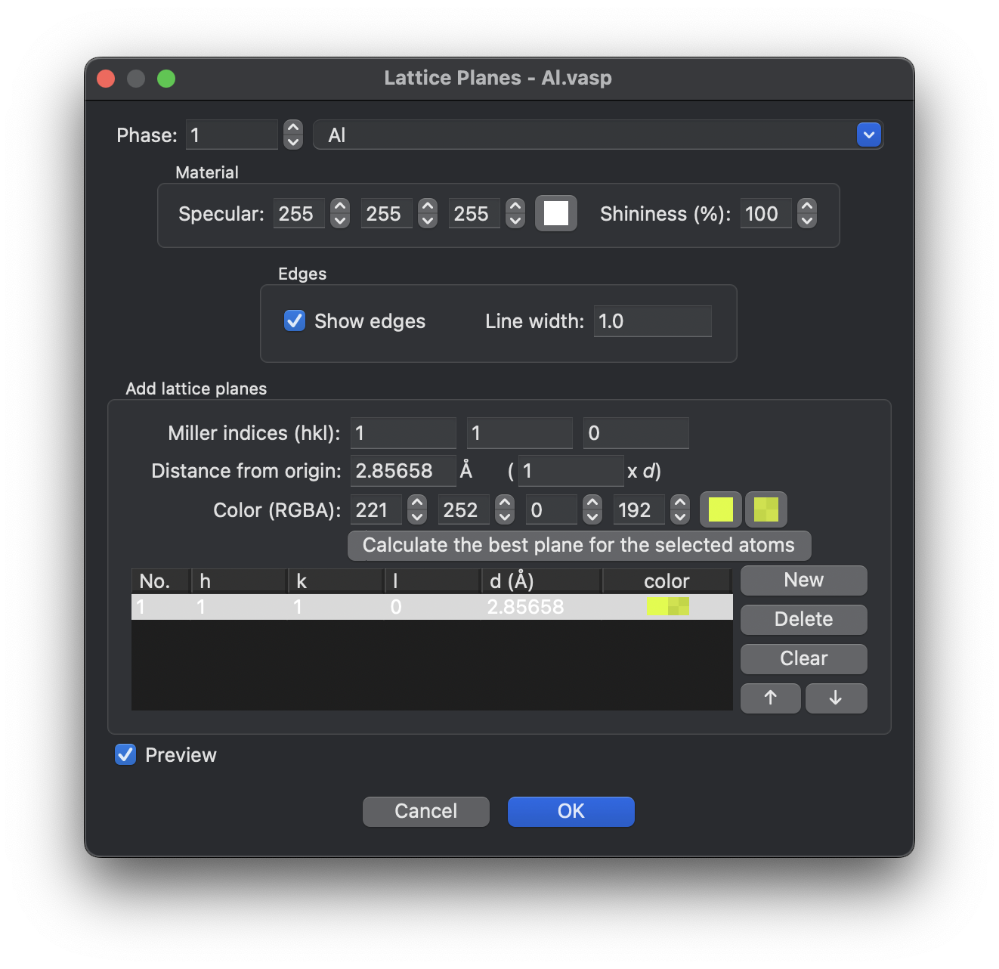 Lattice Planes - Al.vasp
Phase: 1 Al
Material
Specular: 255 255 255 Shininess (%): 100
Edges
Show edges Line width: 1.0
Add lattice planes
Miller indices (hkl): 1 1 0
Distance from origin: 2.85658 Å ( 1 x d)
Color (RGBA): 221 252 0 192
Calculate the best plane for the selected atoms
No. h k l d (Å) color New
1 1 1 0 2.85658
Delete
Clear
↑ ↓
Preview
Cancel OK